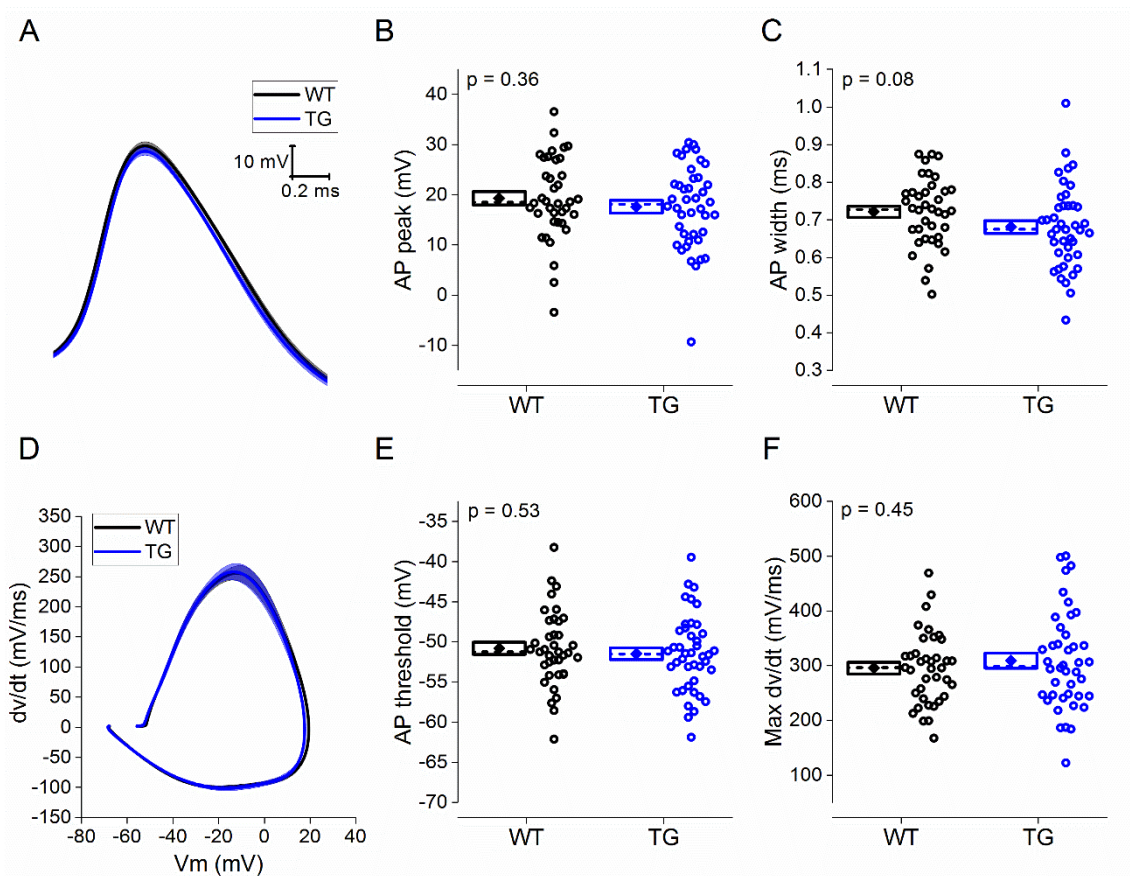 A
WT
TG
10 mV
0.2 ms
B
p = 0.36
AP peak (mV)
40
30
20
10
0
-10
WT
TG
C
p = 0.08
AP width (ms)
1.1
1.0
0.9
0.8
0.7
0.6
0.5
0.4
0.3
WT
TG
D
WT
TG
dv/dt (mV/ms)
350
300
250
200
150
100
50
0
-50
-100
-150
-80
-60
-40
-20
0
20
40
Vm (mV)
E
p = 0.53
AP threshold (mV)
-35
-40
-45
-50
-55
-60
-65
-70
WT
TG
F
p = 0.45
Max dv/dt (mV/ms)
600
500
400
300
200
100
WT
TG